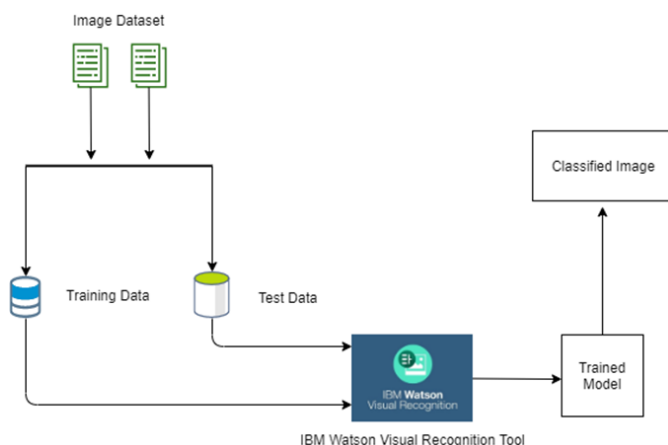 Image Dataset
Classified Image
Training Data
Test Data
IBM Watson
Visual Recognition
Trained
Model
IBM Watson Visual Recognition Tool